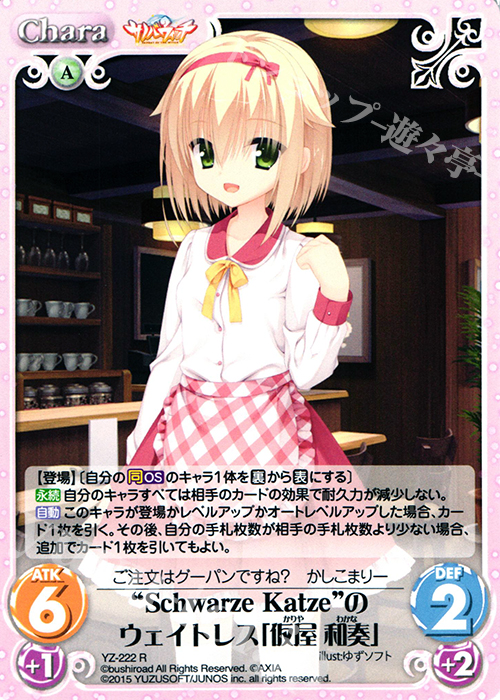 Chara
サノバウィッチ
A
トップ-遊々亭-
【登場】〔自分の同OSのキャラ1体を裏から表にする〕
永続 自分のキャラすべては相手のカードの効果で耐久力が減少しない。
自動 このキャラが登場かレベルアップかオートレベルアップした場合、カー
ド1枚を引く。その後、自分の手札枚数が相手の手札枚数より少ない場合、
追加でカード1枚を引いてもよい。
ご注文はグーパンですね? かしこまりー
ATK
6
+1
"Schwarze Katze"の
かりや わかな
ウェイトレス「仮屋 和奏」
DEF
2
+2
YZ-222 R
illust:ゆずソフト
©bushiroad All Rights Reserved. ©AXIA
©2015 YUZUSOFT/JUNOS inc. all rights reserved.